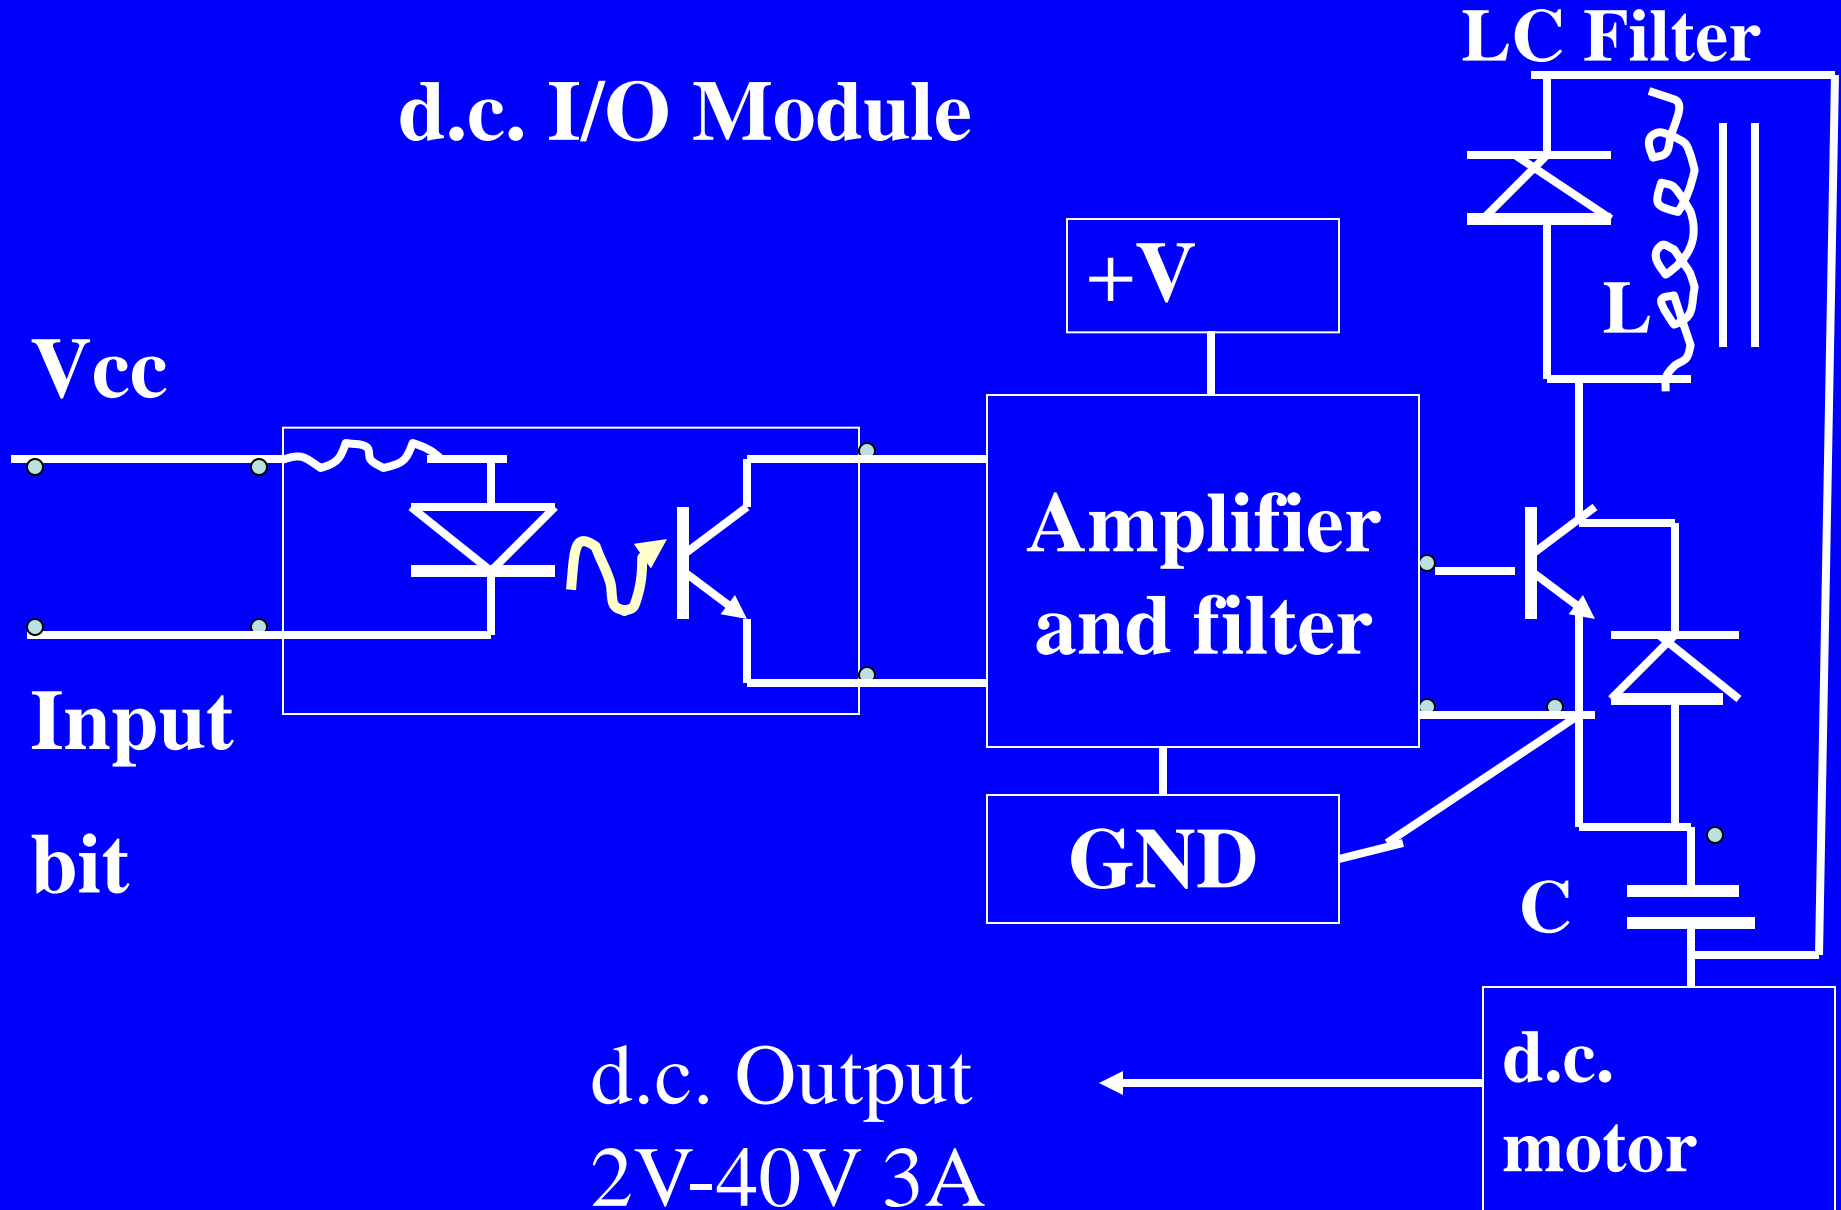 LC Filter
d.c. I/O Module
+V
L
Vcc
Amplifier
and filter
Input
bit
GND
C
d.c. Output
2V-40V 3A
d.c.
motor